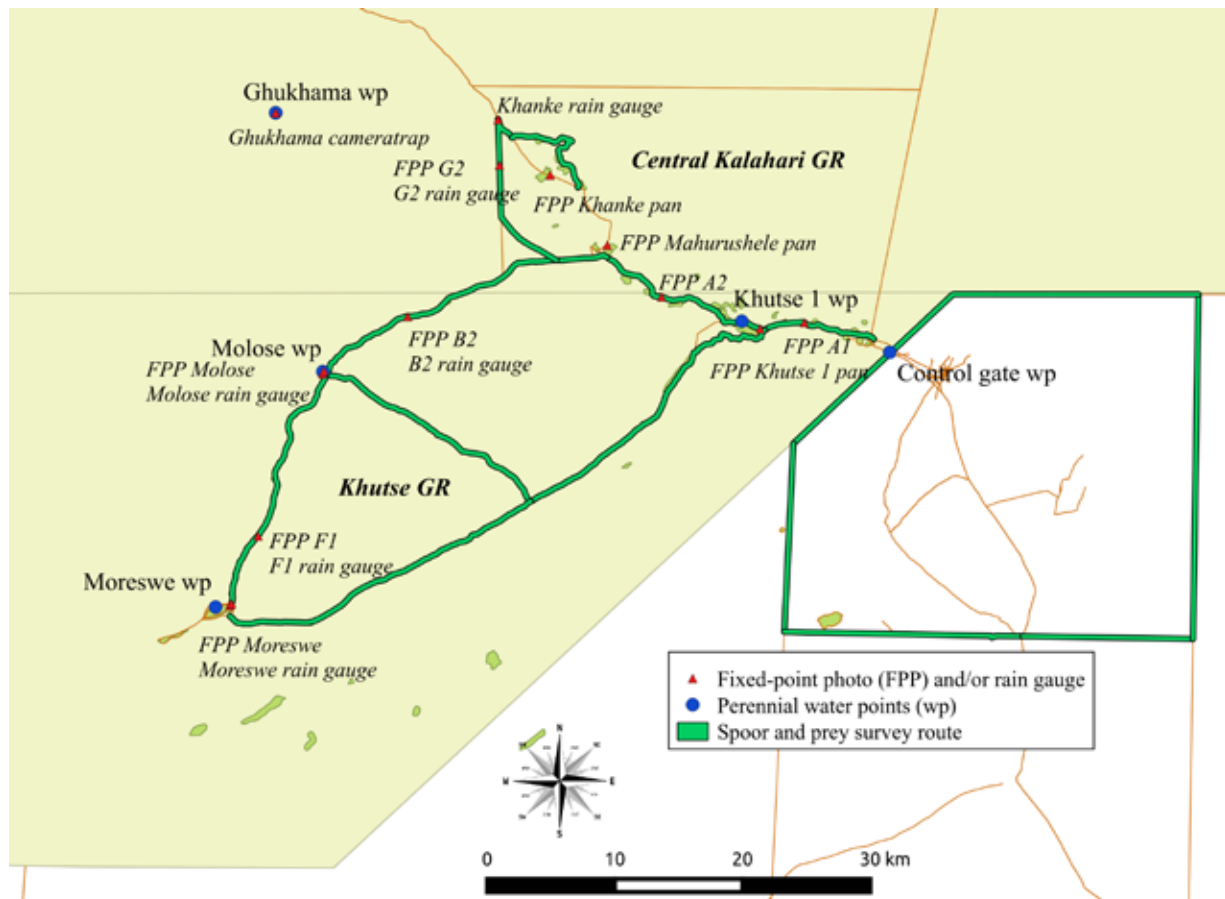 Ghukhama wp
Ghukhama cameratrap
Khanke rain gauge
Central Kalahari GR
FPP G2
G2 rain gauge
FPP Khanke pan
FPP Mahurushele pan
FPP A2
Khutse 1 wp
FPP B2
B2 rain gauge
FPP A1
Molose wp
FPP Molose
Molose rain gauge
FPP Khutse 1 pan
Control gate wp
Khutse GR
FPP F1
F1 rain gauge
Moreswe wp
FPP Moreswe
Moreswe rain gauge
Fixed-point photo (FPP) and/or rain gauge
Perennial water points (wp)
Spoor and prey survey route
N
W
E
S
0 10 20 30 km